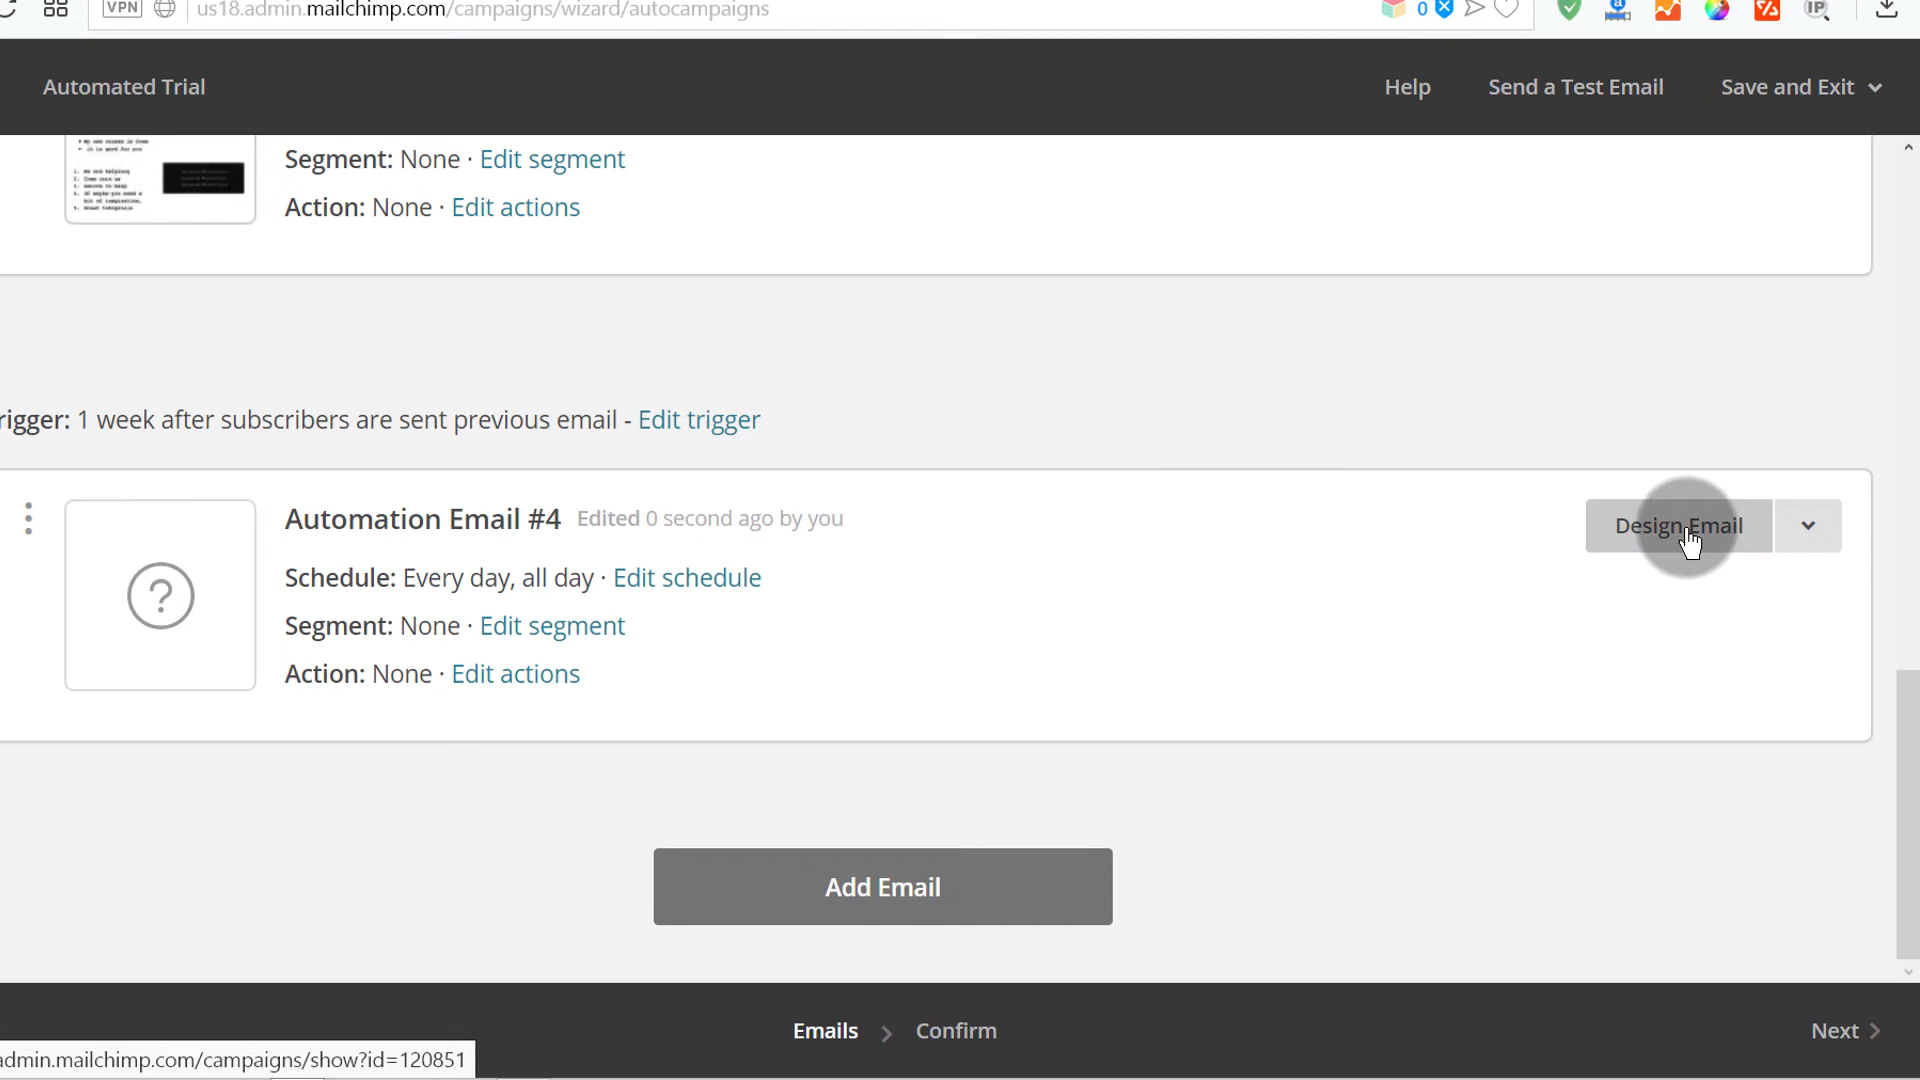 VPN us18.admin.mailchimp.com/campaigns/wizard/autocampaigns 0 a IP
Automated Trial Help Send a Test Email Save and Exit
Segment: None · Edit segment
Action: None · Edit actions
rigger: 1 week after subscribers are sent previous email - Edit trigger
Automation Email #4 Edited 0 second ago by you Design Email
Schedule: Every day, all day · Edit schedule
Segment: None · Edit segment
Action: None · Edit actions
Add Email
Emails Confirm Next
admin.mailchimp.com/campaigns/show?id=120851